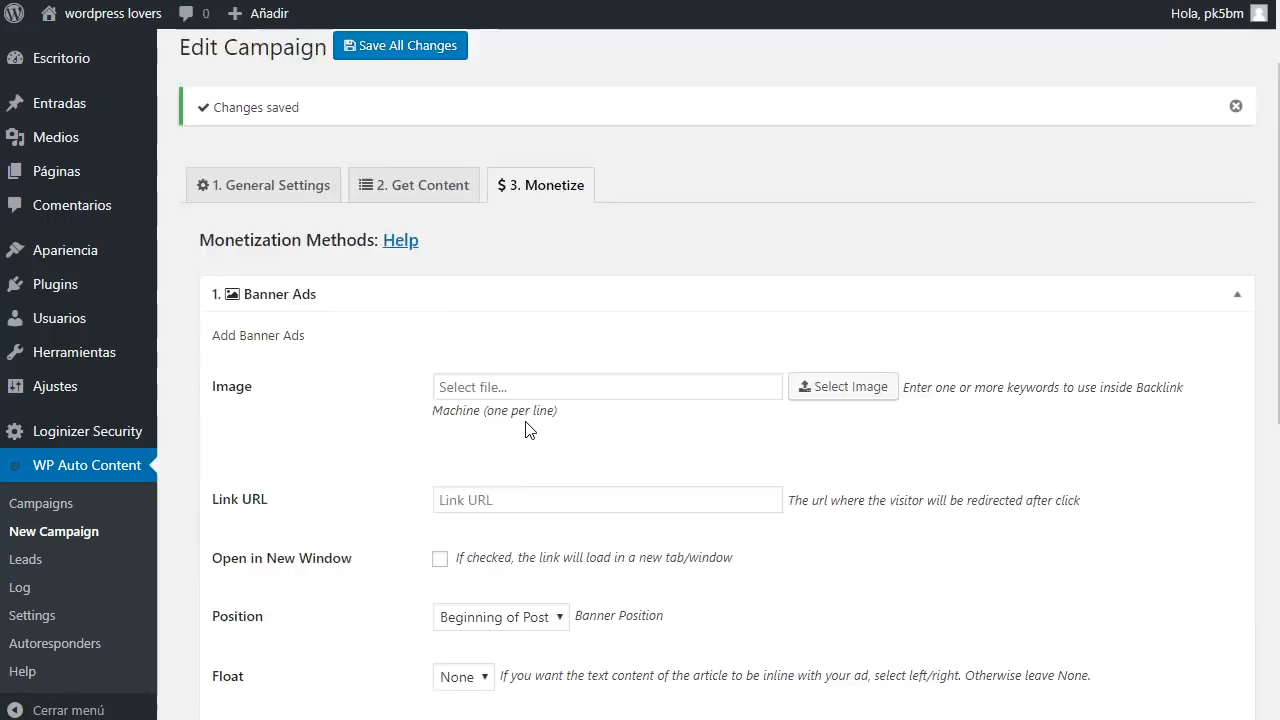 wordpress lovers 0 Añadir Hola, pk5bm
Escritorio
Entradas
Medios
Páginas
Comentarios
Apariencia
Plugins
Usuarios
Herramientas
Ajustes
Loginizer Security
WP Auto Content
Campaigns
New Campaign
Leads
Log
Settings
Autoresponders
Help
Cerrar menú
Edit Campaign Save All Changes
Changes saved
1. General Settings 2. Get Content $ 3. Monetize
Monetization Methods: Help
1. Banner Ads
Add Banner Ads
Image Select file... Select Image Enter one or more keywords to use inside Backlink
Machine (one per line)
Link URL Link URL The url where the visitor will be redirected after click
Open in New Window If checked, the link will load in a new tab/window
Position Beginning of Post Banner Position
Float None If you want the text content of the article to be inline with your ad, select left/right. Otherwise leave None.